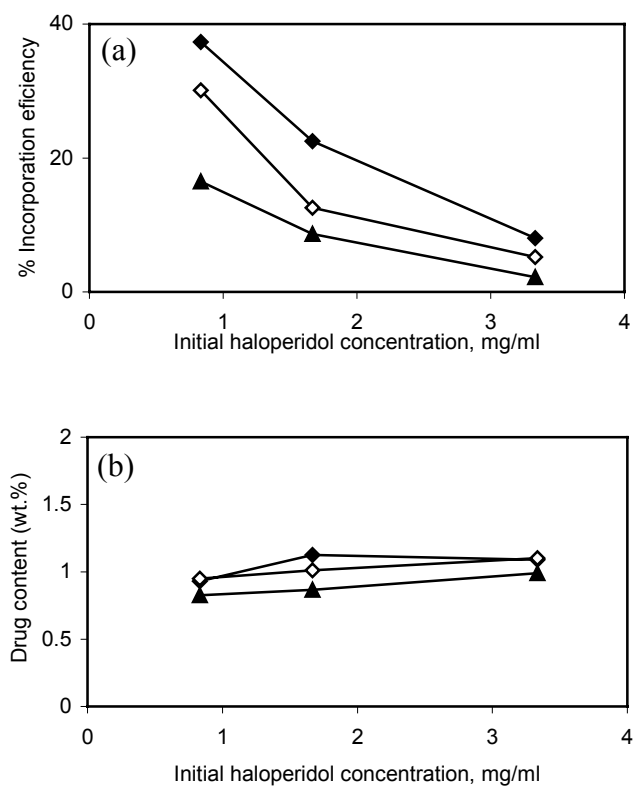 40
(a)
% Incorporation eficiency
20
0
0 1 2 3 4
Initial haloperidol concentration, mg/ml
2
(b)
Drug content (wt.%)
1.5
1
0.5
0
0 1 2 3 4
Initial haloperidol concentration, mg/ml